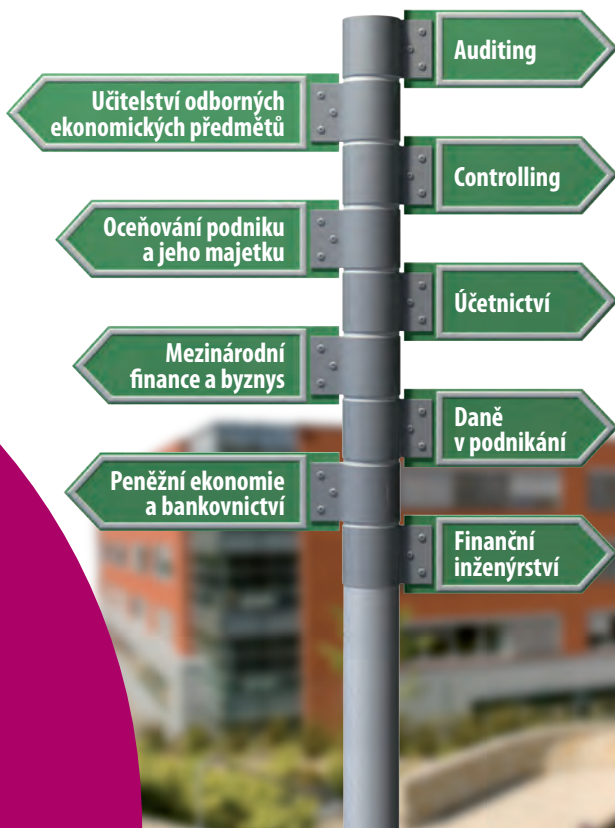 Auditing
Učitelství odborných
ekonomických předmětů
Controlling
Oceňování podniku
a jeho majetku
Účetnictví
Mezinárodní
finance a byznys
Daně
v podnikání
Peněžní ekonomie
a bankovnictví
Finanční
inženýrství